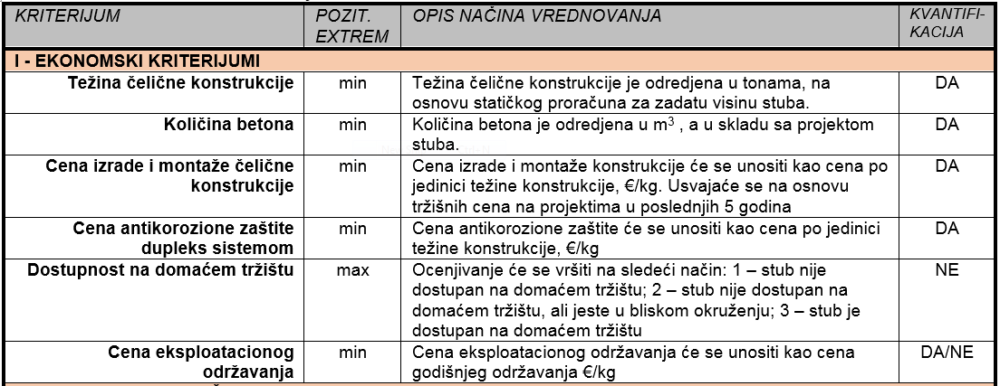 KRITERIJUM
POZIT.
EXTREM
OPIS NAČINA VREDNOVANJA
KVANTIFI-
KACIJA
I - EKONOMSKI KRITERIJUMI
Težina čelične konstrukcije
min
Težina čelične konstrukcije je odredjena u tonama, na
osnovu statičkog proračuna za zadatu visinu stuba.
DA
Količina betona
min
Količina betona je odredjena u m³ , a u skladu sa projektom
stuba.
DA
Cena izrade i montaže čelične
konstrukcije
min
Cena izrade i montaže konstrukcije će se unositi kao cena po
jedinici težine konstrukcije, €/kg. Usvajaće se na osnovu
tržišnih cena na projektima u poslednjih 5 godina
DA
Cena antikorozione zaštite
dupleks sistemom
min
Cena antikorozione zaštite će se unositi kao cena po jedinici
težine konstrukcije, €/kg
DA
Dostupnost na domaćem tržištu
max
Ocenjivanje će se vršiti na sledeći način: 1 – stub nije
dostupan na domaćem tržištu; 2 – stub nije dostupan na
domaćem tržištu, ali jeste u bliskom okruženju; 3 – stub je
dostupan na domaćem tržištu
NE
Cena eksploatacionog
održavanja
min
Cena eksploatacionog održavanja će se unositi kao cena
godišnjeg održavanja €/kg
DA/NE